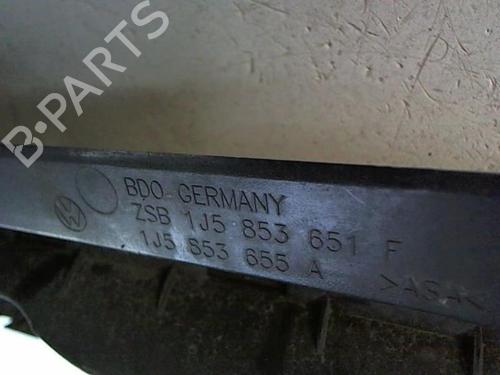 B-PARTS
BDO GERMANY
ZSB 1J5 853 651 F
1J5 853 655 A
>ASA<